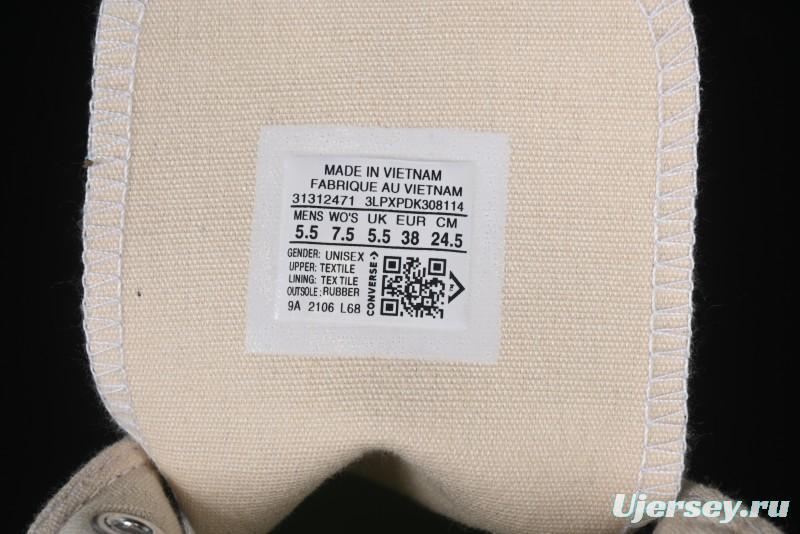 MADE IN VIETNAM
FABRIQUE AU VIETNAM
31312471 3LPXPDK308114
MENS WO'S UK EUR CM
5.5 7.5 5.5 38 24.5
GENDER: UNISEX
UPPER: TEXTILE
LINING: TEXTILE
OUTSOLE: RUBBER
9A 2106 L68
CONVERSE
Ujersey.ru